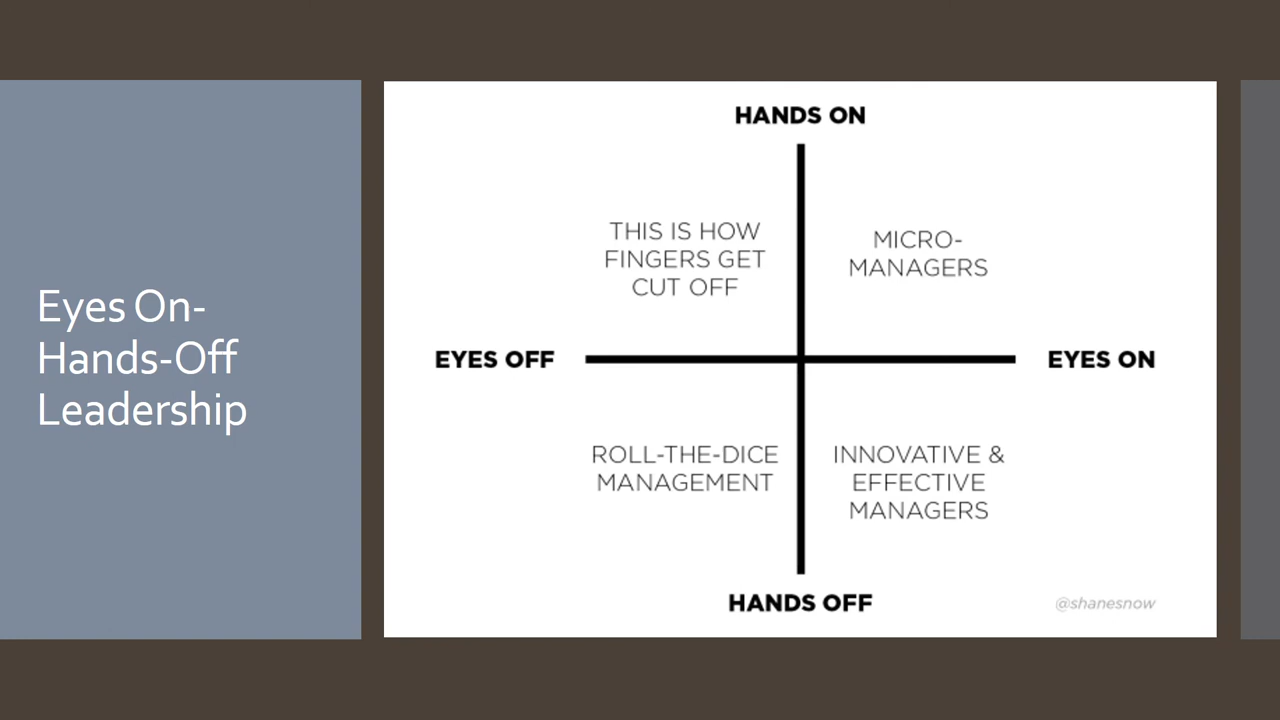 Eyes On-
Hands-Off
Leadership
HANDS ON
THIS IS HOW
FINGERS GET
CUT OFF
MICRO-
MANAGERS
EYES OFF
EYES ON
ROLL-THE-DICE
MANAGEMENT
INNOVATIVE &
EFFECTIVE
MANAGERS
HANDS OFF
@shanesnow